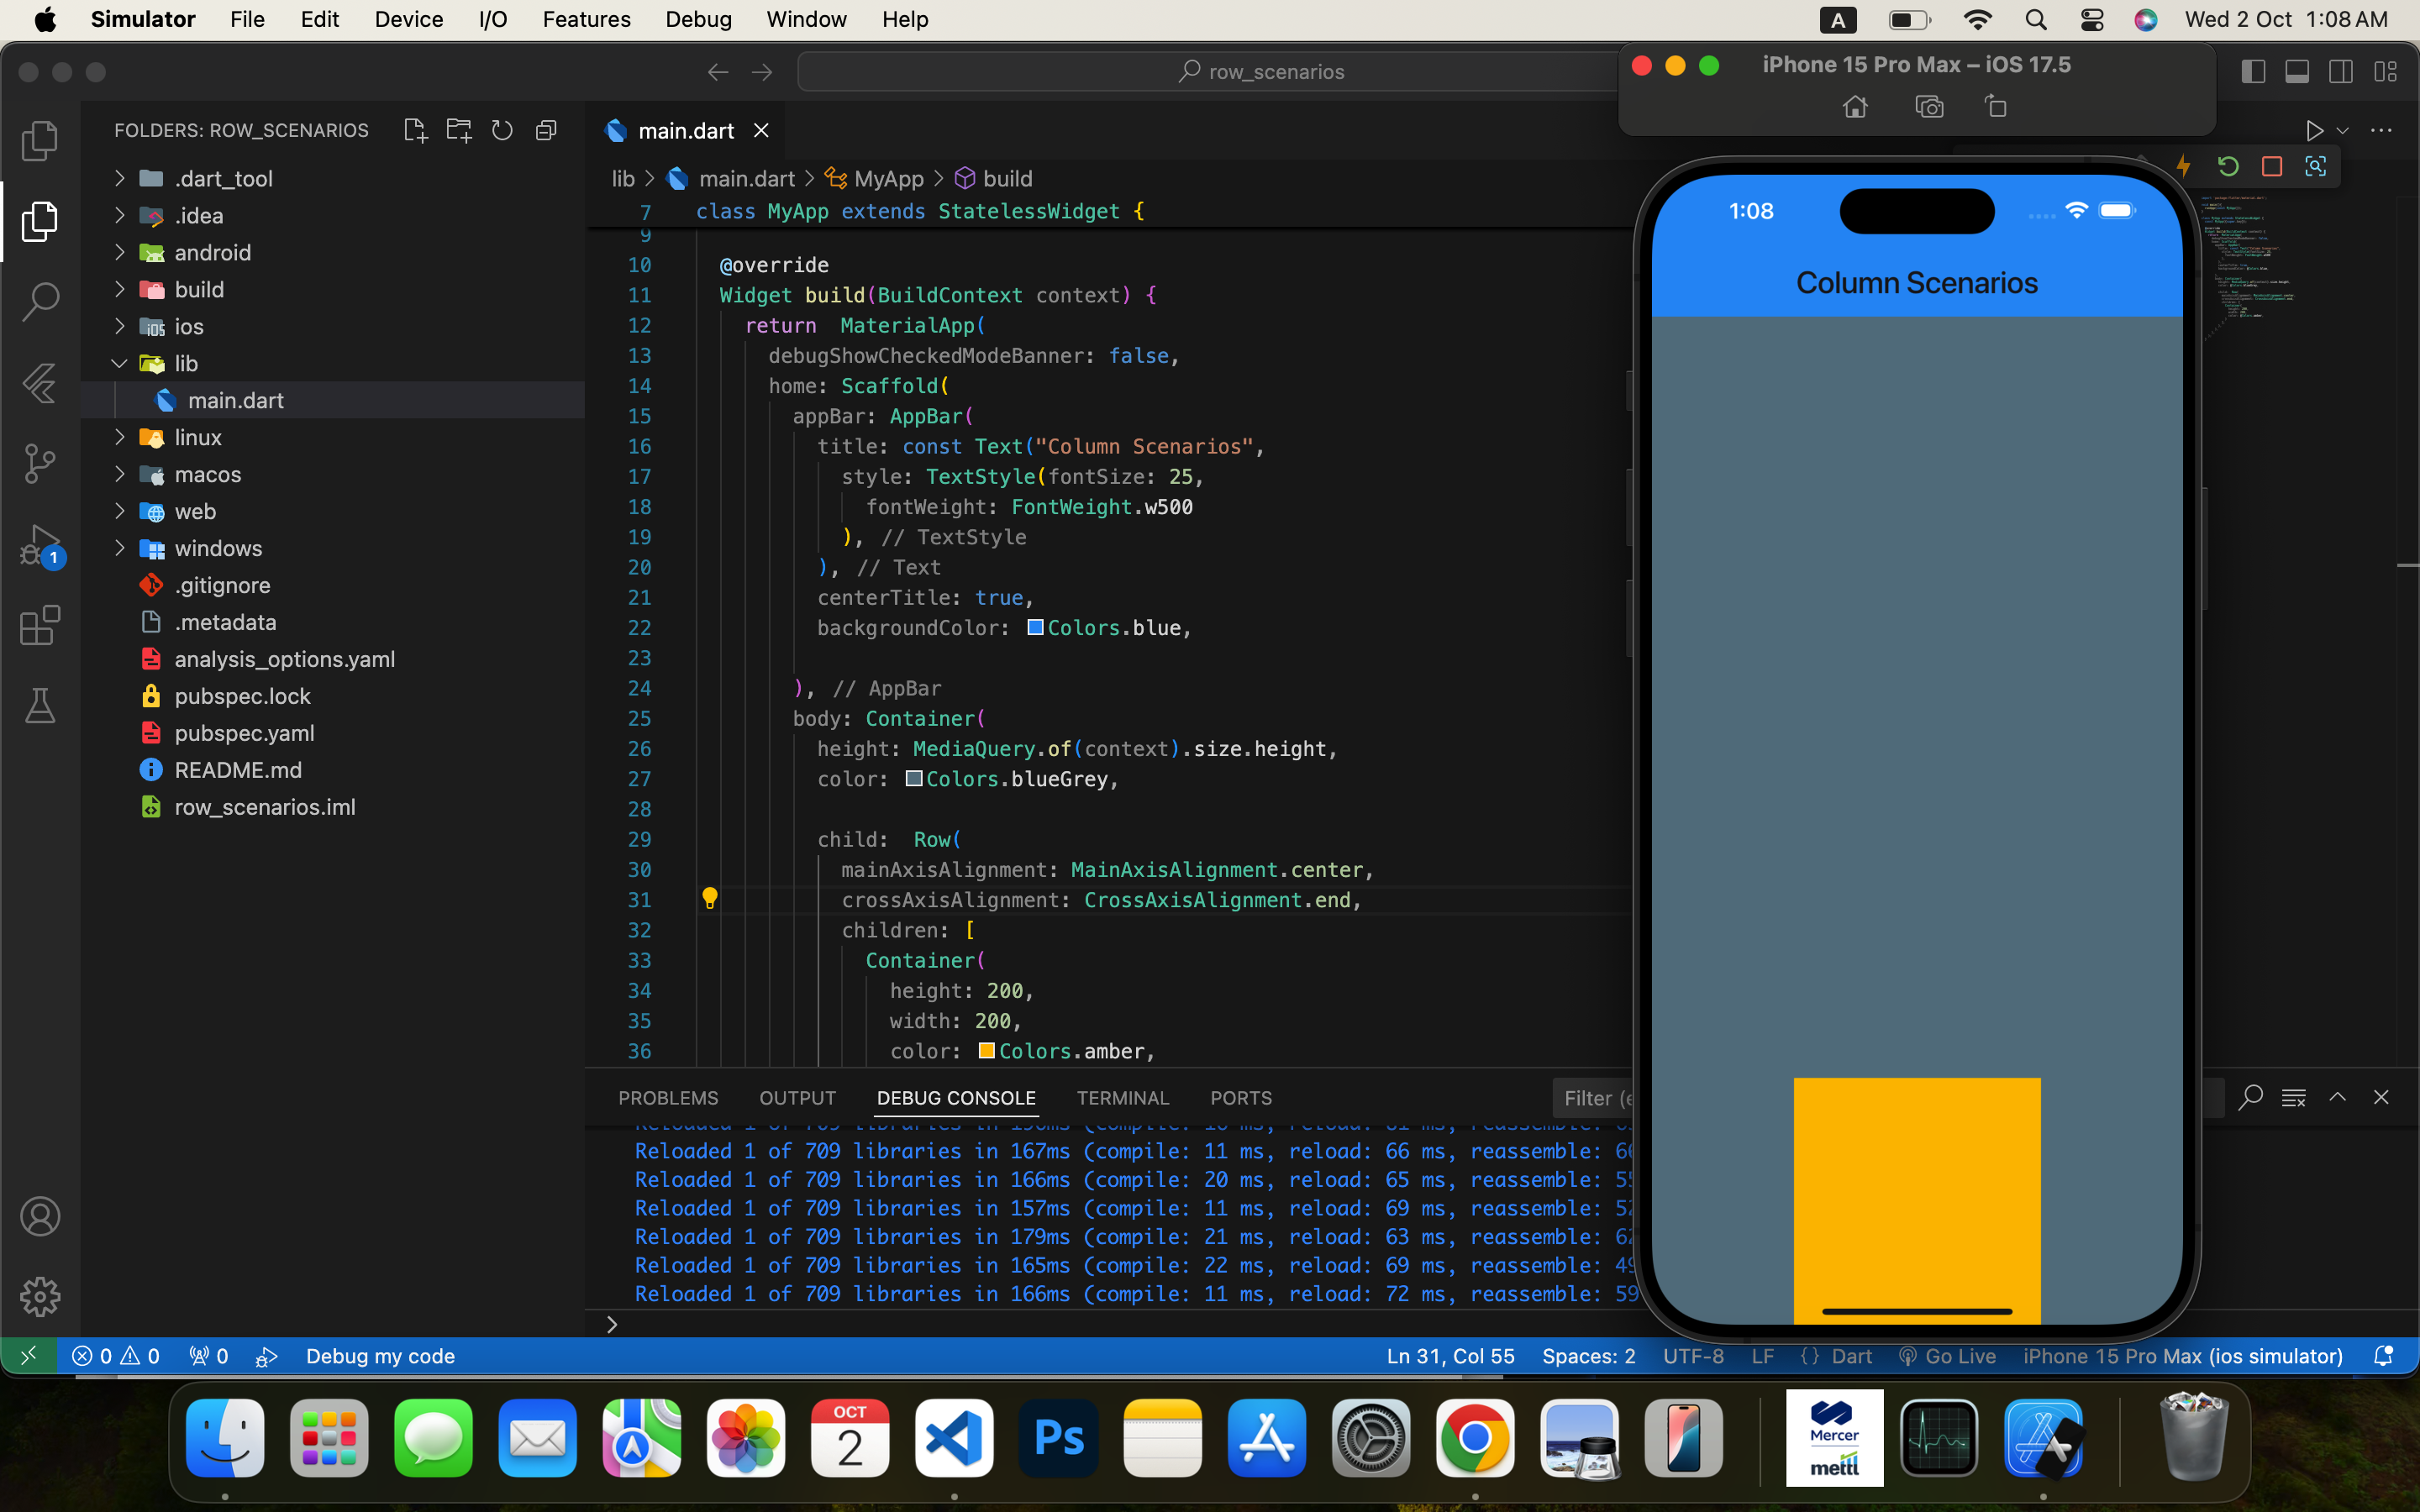 Simulator File Edit Device I/O Features Debug Window Help
A Wed 2 Oct 1:08 AM
row_scenarios
iPhone 15 Pro Max – iOS 17.5
FOLDERS: ROW_SCENARIOS
.dart_tool
.idea
android
build
ios
lib
main.dart
linux
macos
web
windows
.gitignore
.metadata
analysis_options.yaml
pubspec.lock
pubspec.yaml
README.md
row_scenarios.iml
1
main.dart
lib > main.dart > MyApp > build
7 class MyApp extends StatelessWidget {
9
10 @override
11 Widget build(BuildContext context) {
12 return MaterialApp(
13 debugShowCheckedModeBanner: false,
14 home: Scaffold(
15 appBar: AppBar(
16 title: const Text("Column Scenarios",
17 style: TextStyle(fontSize: 25,
18 fontWeight: FontWeight.w500
19 ), // TextStyle
20 ), // Text
21 centerTitle: true,
22 backgroundColor: Colors.blue,
23
24 ), // AppBar
25 body: Container(
26 height: MediaQuery.of(context).size.height,
27 color: Colors.blueGrey,
28
29 child: Row(
30 mainAxisAlignment: MainAxisAlignment.center,
31 crossAxisAlignment: CrossAxisAlignment.end,
32 children: [
33 Container(
34 height: 200,
35 width: 200,
36 color: Colors.amber,
1:08
Column Scenarios
PROBLEMS OUTPUT DEBUG CONSOLE TERMINAL PORTS Filter (e
Reloaded 1 of 709 libraries in 167ms (compile: 11 ms, reload: 66 ms, reassemble:
Reloaded 1 of 709 libraries in 166ms (compile: 20 ms, reload: 65 ms, reassemble: 55
Reloaded 1 of 709 libraries in 157ms (compile: 11 ms, reload: 69 ms, reassemble: 52
Reloaded 1 of 709 libraries in 179ms (compile: 21 ms, reload: 63 ms, reassemble: 62
Reloaded 1 of 709 libraries in 165ms (compile: 22 ms, reload: 69 ms, reassemble: 49
Reloaded 1 of 709 libraries in 166ms (compile: 11 ms, reload: 72 ms, reassemble: 59
0 0 0 Debug my code Ln 31, Col 55 Spaces: 2 UTF-8 LF {} Dart Go Live iPhone 15 Pro Max (ios simulator)
OCT
2
Ps
Mercer
mettl